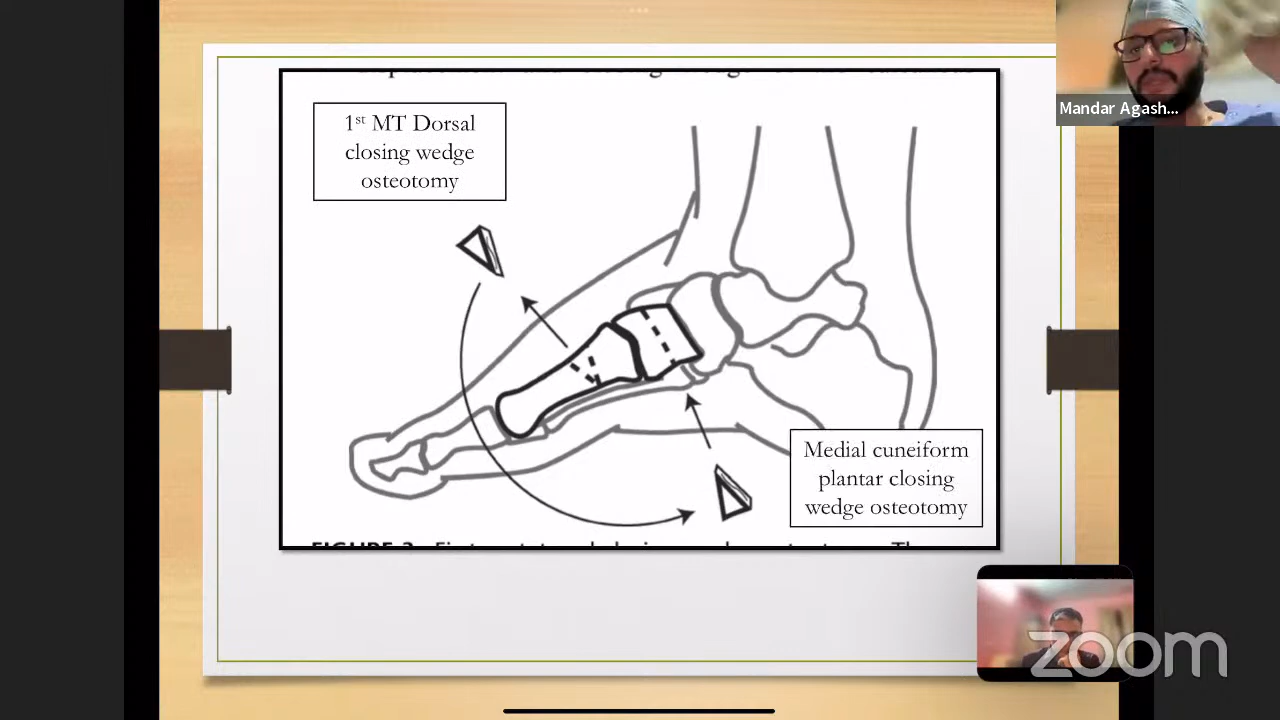 1st MT Dorsal
closing wedge
osteotomy
Mandar Agash...
Medial cuneiform
plantar closing
wedge osteotomy
zoom